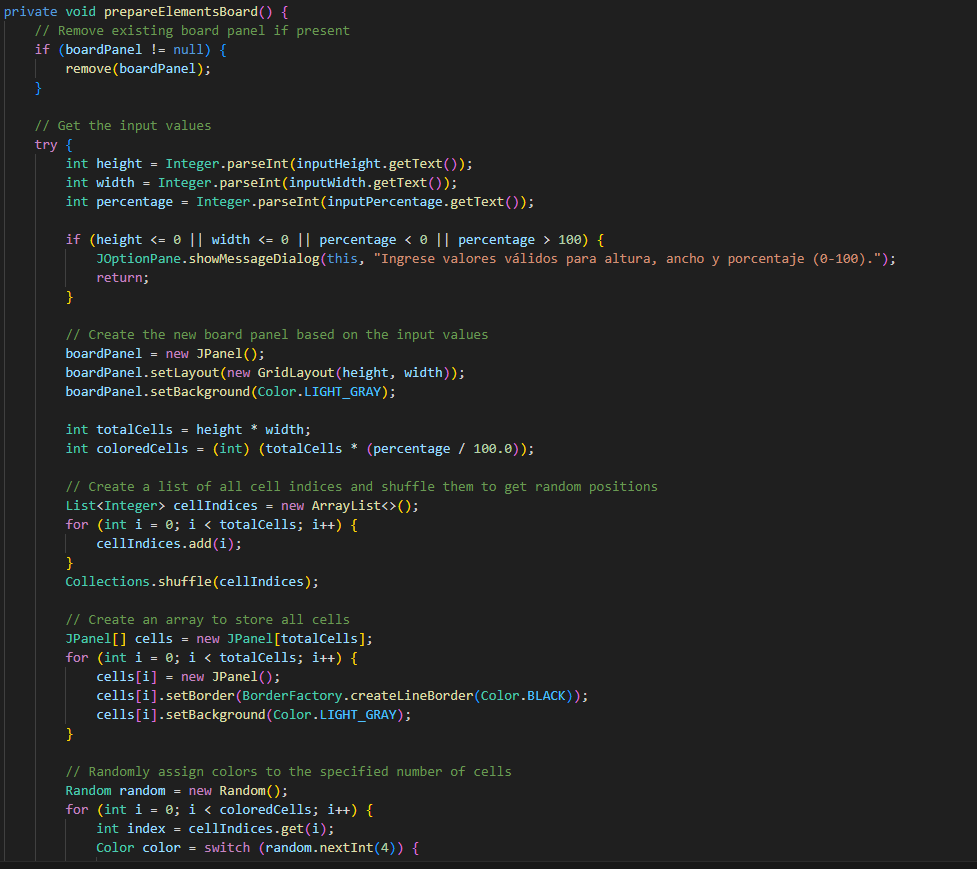 private void prepareElementsBoard() {
    // Remove existing board panel if present
    if (boardPanel != null) {
        remove(boardPanel);
    }

    // Get the input values
    try {
        int height = Integer.parseInt(inputHeight.getText());
        int width = Integer.parseInt(inputWidth.getText());
        int percentage = Integer.parseInt(inputPercentage.getText());

        if (height <= 0 || width <= 0 || percentage < 0 || percentage > 100) {
            JOptionPane.showMessageDialog(this, "Ingrese valores válidos para altura, ancho y porcentaje (0-100).");
            return;
        }

        // Create the new board panel based on the input values
        boardPanel = new JPanel();
        boardPanel.setLayout(new GridLayout(height, width));
        boardPanel.setBackground(Color.LIGHT_GRAY);

        int totalCells = height * width;
        int coloredCells = (int) (totalCells * (percentage / 100.0));

        // Create a list of all cell indices and shuffle them to get random positions
        List<Integer> cellIndices = new ArrayList<>();
        for (int i = 0; i < totalCells; i++) {
            cellIndices.add(i);
        }
        Collections.shuffle(cellIndices);

        // Create an array to store all cells
        JPanel[] cells = new JPanel[totalCells];
        for (int i = 0; i < totalCells; i++) {
            cells[i] = new JPanel();
            cells[i].setBorder(BorderFactory.createLineBorder(Color.BLACK));
            cells[i].setBackground(Color.LIGHT_GRAY);
        }

        // Randomly assign colors to the specified number of cells
        Random random = new Random();
        for (int i = 0; i < coloredCells; i++) {
            int index = cellIndices.get(i);
            Color color = switch (random.nextInt(4)) {